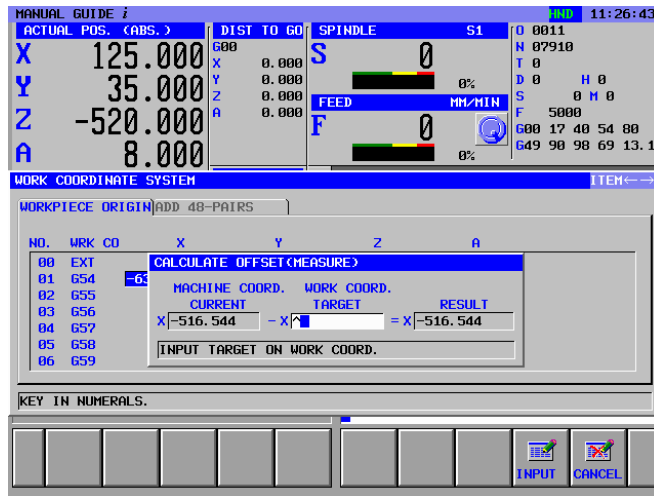 MANUAL GUIDE i HND 11:26:43
ACTUAL POS. (ABS.) DIST TO GO SPINDLE S1 O 0011
X 125.000 G00 X 0.000 S 0 N 07910
T 0
Y 35.000 Y 0.000 0% D 0 H 0
Z -520.000 Z 0.000 FEED MM/MIN S 0 M 0
A 8.000 A 0.000 F 0 F 5000
G00 17 40 54 80
0% G49 90 98 69 13.1
WORK COORDINATE SYSTEM ITEM←→
WORKPIECE ORIGIN ADD 48-PAIRS
NO. WRK CO X Y Z A
00 EXT
01 G54 -63
02 G55
03 G56
04 G57
05 G58
06 G59
CALCULATE OFFSET(MEASURE)
MACHINE COORD. WORK COORD.
CURRENT TARGET RESULT
X -516.544 - X ^ = X -516.544
INPUT TARGET ON WORK COORD.
KEY IN NUMERALS.
INPUT CANCEL